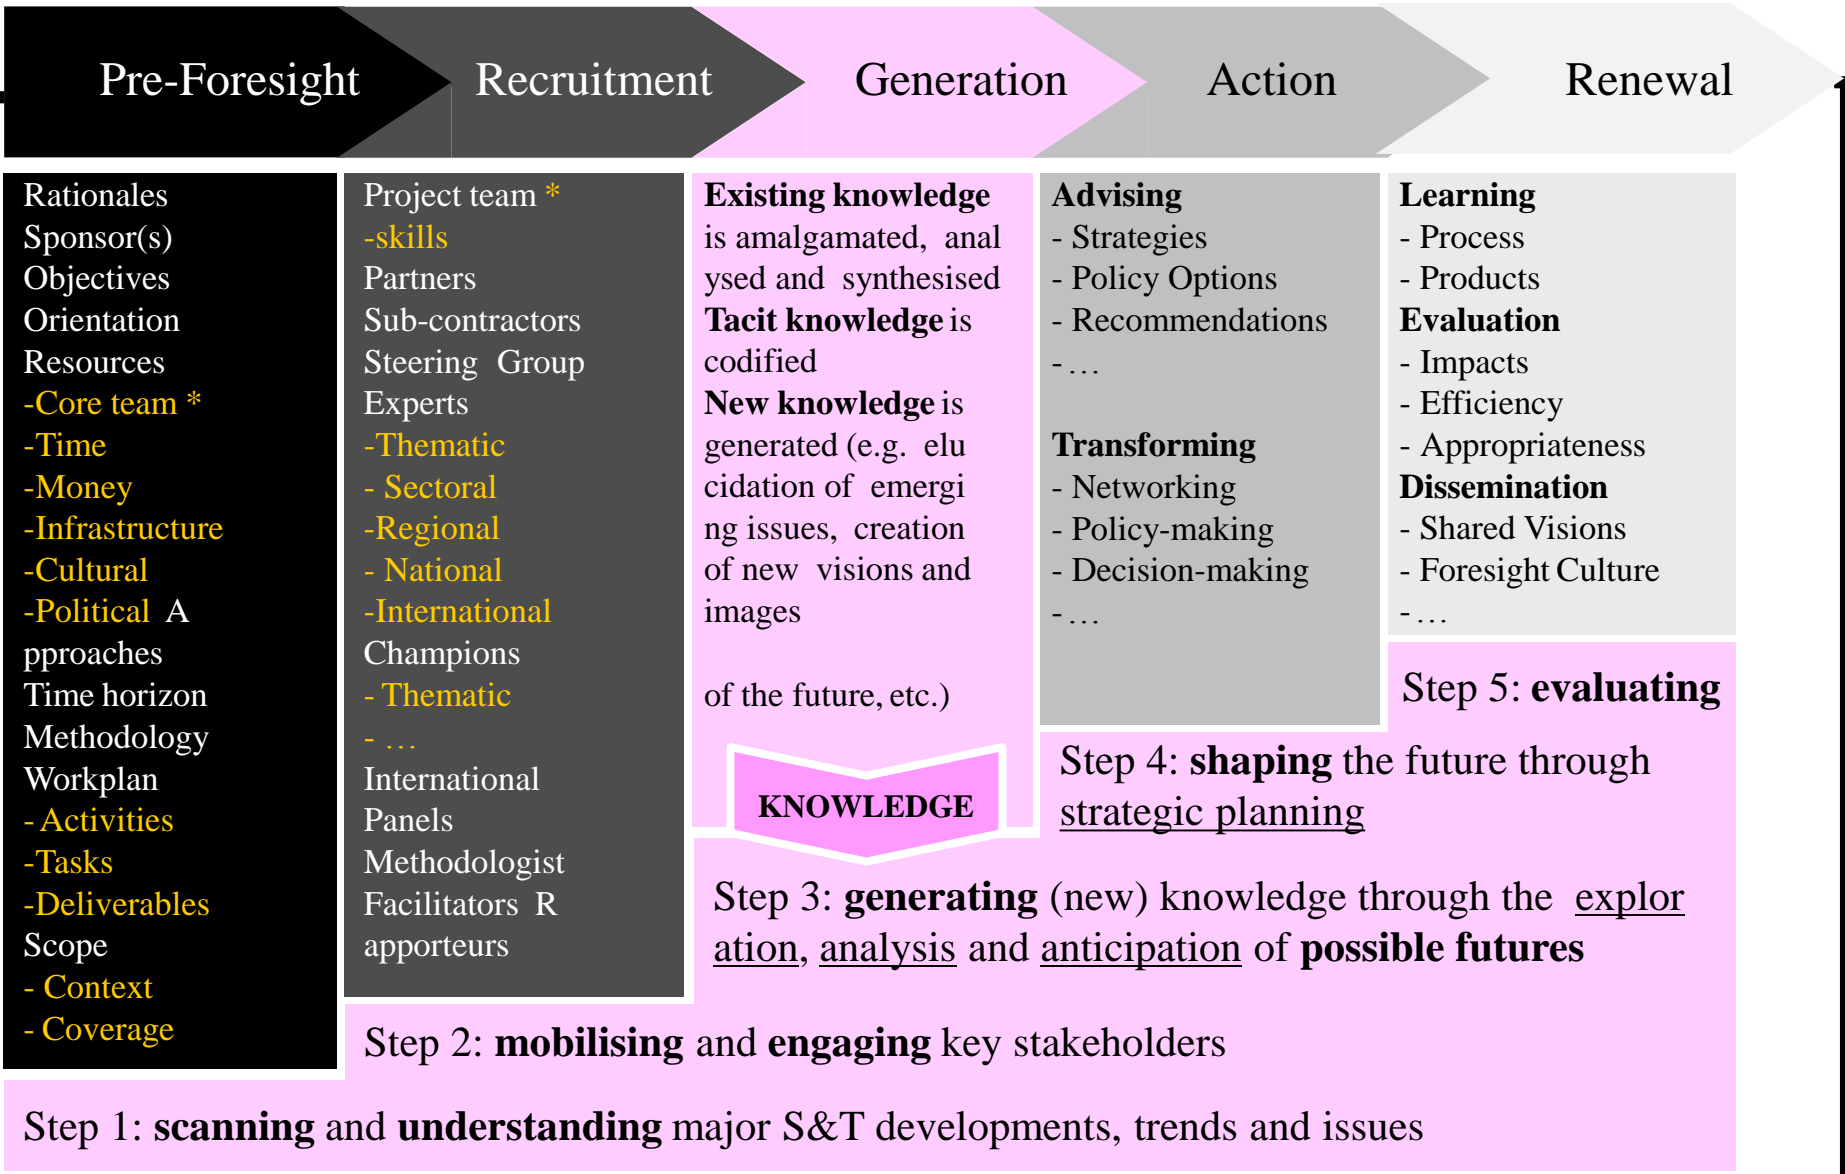 Pre-Foresight
Recruitment
Generation
Action
Renewal
Rationales
Sponsor(s)
Objectives
Orientation
Resources
-Core team *
-Time
-Money
-Infrastructure
-Cultural
-Political A
pproaches
Time horizon
Methodology
Workplan
- Activities
-Tasks
-Deliverables
Scope
- Context
- Coverage
Project team *
-skills
Partners
Sub-contractors
Steering Group
Experts
-Thematic
- Sectoral
-Regional
- National
-International
Champions
- Thematic
- …
International
Panels
Methodologist
Facilitators R
apporteurs
Existing knowledge
is amalgamated, anal
ysed and synthesised
Tacit knowledge is
codified
New knowledge is
generated (e.g. elu
cidation of emergi
ng issues, creation
of new visions and
images
of the future, etc.)
KNOWLEDGE
Advising
- Strategies
- Policy Options
- Recommendations
- …
Transforming
- Networking
- Policy-making
- Decision-making
- …
Learning
- Process
- Products
Evaluation
- Impacts
- Efficiency
- Appropriateness
Dissemination
- Shared Visions
- Foresight Culture
- …
Step 5: evaluating
Step 4: shaping the future through
strategic planning
Step 3: generating (new) knowledge through the explor
ation, analysis and anticipation of possible futures
Step 2: mobilising and engaging key stakeholders
Step 1: scanning and understanding major S&T developments, trends and issues